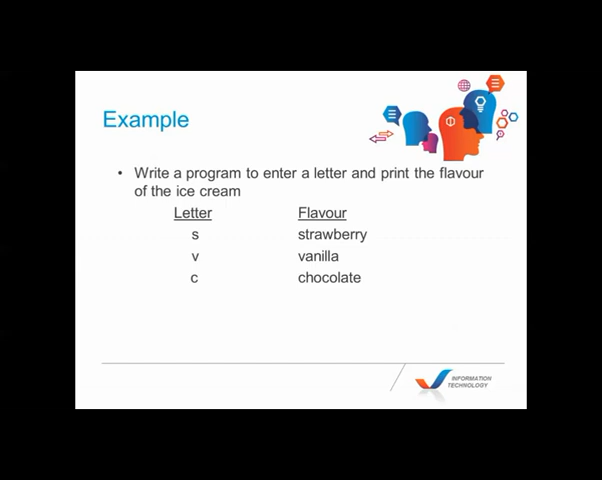 Example
• Write a program to enter a letter and print the flavour
of the ice cream
Letter Flavour
s strawberry
v vanilla
c chocolate
INFORMATION
TECHNOLOGY